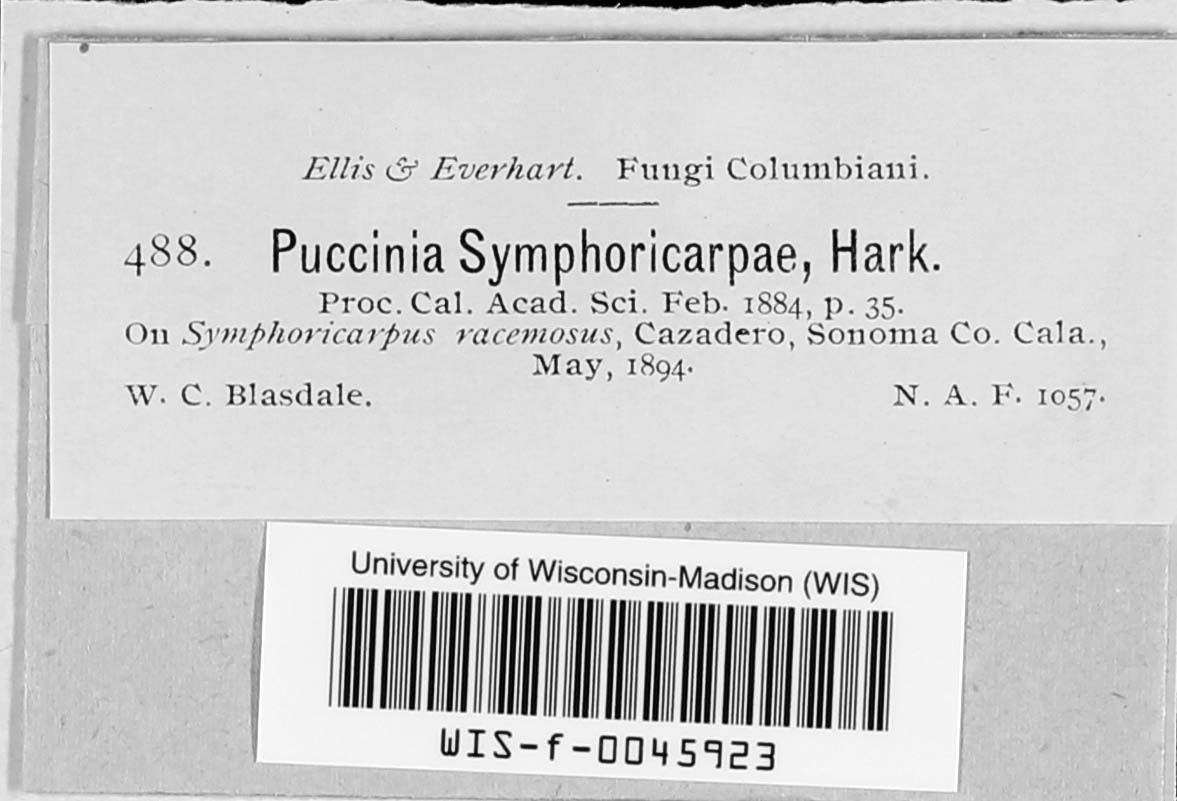 Ellis & Everhart. Fungi Columbiani.
488. Puccinia Symphoricarpae, Hark.
Proc. Cal. Acad. Sci. Feb. 1884, p. 35.
On Symphoricarpus racemosus, Cazadero, Sonoma Co. Cala.,
May, 1894.
W. C. Blasdale. N. A. F. 1057.
University of Wisconsin-Madison (WIS)
WIS-f-0045923